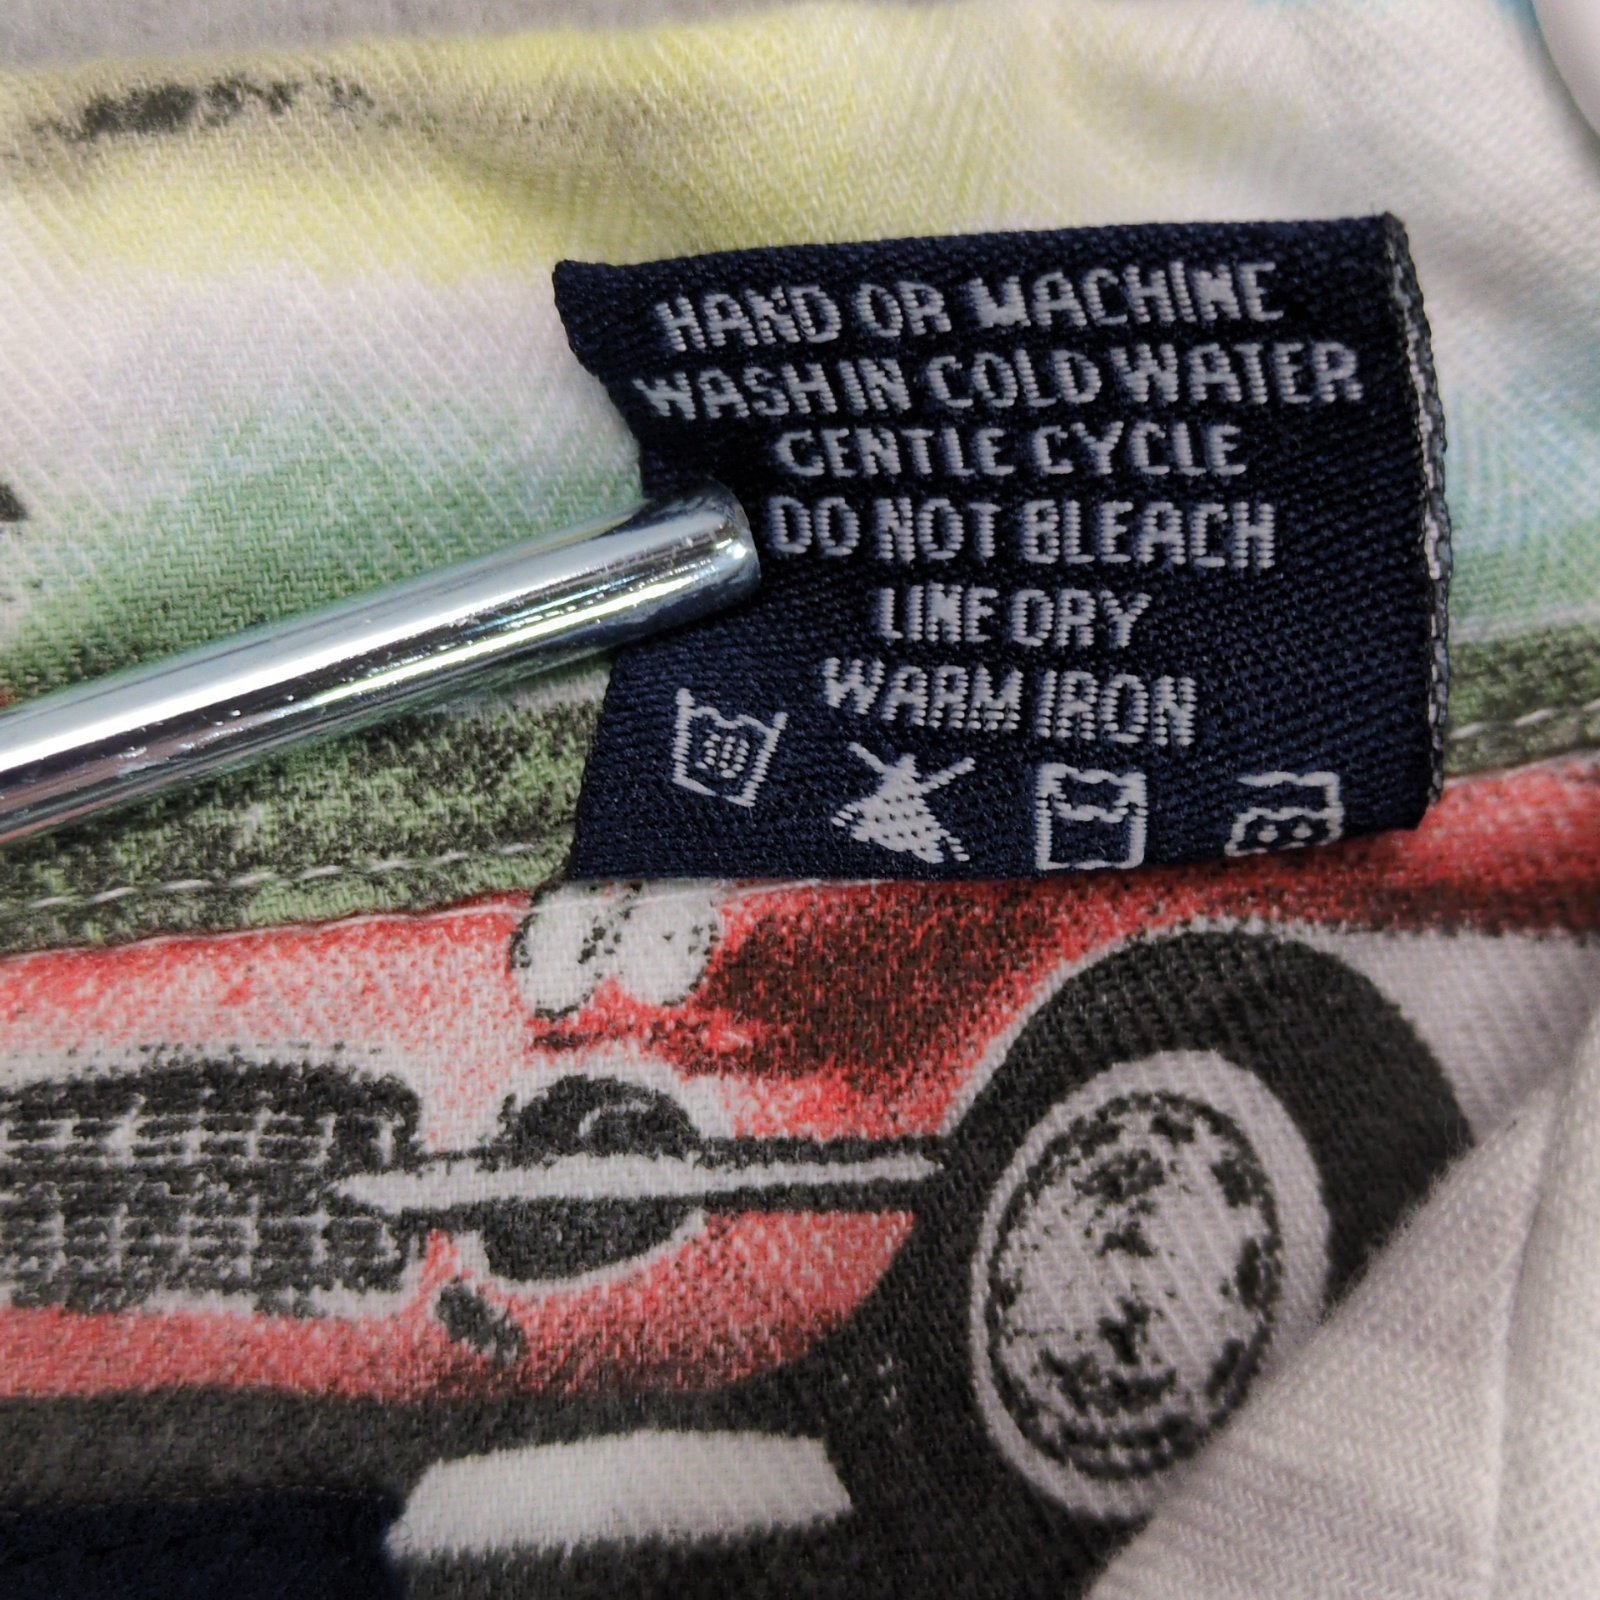 HAND OR MACHINE
WASH IN COLD WATER
GENTLE CYCLE
DO NOT BLEACH
LINE DRY
WARM IRON